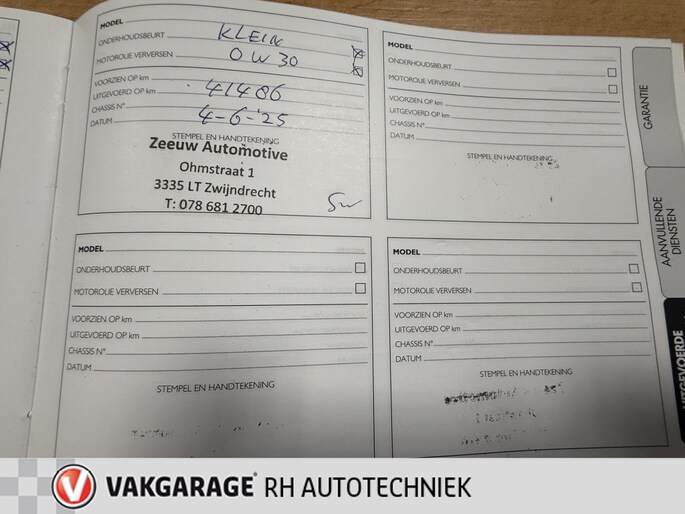 MODEL
ONDERHOUDSBEURT KLEIN
MOTOROLIE VERVERSEN 0W30
VOORZIEN OP km
UITGEVOERD OP km 41406
CHASSIS N°
DATUM 4-6-'25
STEMPEL EN HANDTEKENING
Zeeuw Automotive
Ohmstraat 1
3335 LT Zwijndrecht
T: 078 681 2700
MODEL
ONDERHOUDSBEURT
MOTOROLIE VERVERSEN
VOORZIEN OP km
UITGEVOERD OP km
CHASSIS N°
DATUM
STEMPEL EN HANDTEKENING
MODEL
ONDERHOUDSBEURT
MOTOROLIE VERVERSEN
VOORZIEN OP km
UITGEVOERD OP km
CHASSIS N°
DATUM
STEMPEL EN HANDTEKENING
MODEL
ONDERHOUDSBEURT
MOTOROLIE VERVERSEN
VOORZIEN OP km
UITGEVOERD OP km
CHASSIS N°
DATUM
STEMPEL EN HANDTEKENING
GARANTIE
AANVULLENDE
DIENSTEN
UITGEVOERDE
VAKGARAGE RH AUTOTECHNIEK